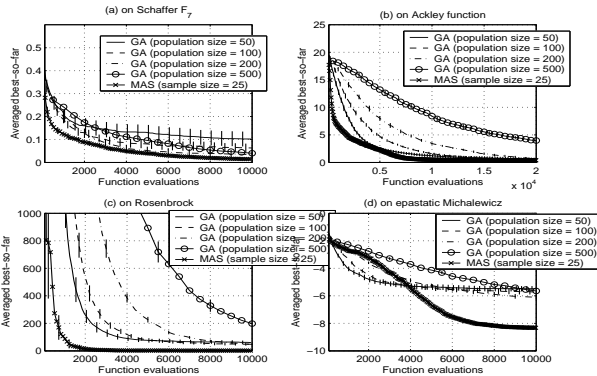 (a) on Schaffer F7
GA (population size = 50)
GA (population size = 100)
GA (population size = 200)
GA (population size = 500)
MAS (sample size = 25)
Averaged best−so−far
0.6
0.4
0.3
0.2
0.1
0
2000 4000 6000 8000 10000
Function evaluations
(b) on Ackley function
GA (population size = 50)
GA (population size = 100)
GA (population size = 200)
GA (population size = 500)
MAS (sample size = 25)
Averaged best−so−far
25
20
15
10
5
0
0.5 1 1.5 2
x 10^4
Function evaluations
(c) on Rosenbrock
GA (population size = 50)
GA (population size = 100
GA (population size = 200
GA (population size = 500
MAS (sample size = 25)
Averaged best−so−far
1000
800
600
400
200
0
2000 4000 6000 8000 10000
Function evaluations
(d) on epastatic Michalewicz
GA (population size = 50)
GA (population size = 100)
GA (population size = 200)
GA (population size = 500)
MAS (sample size = 25)
Averaged best−so−far
−4
−6
−8
−10
2000 4000 6000 8000 10000
Function evaluations